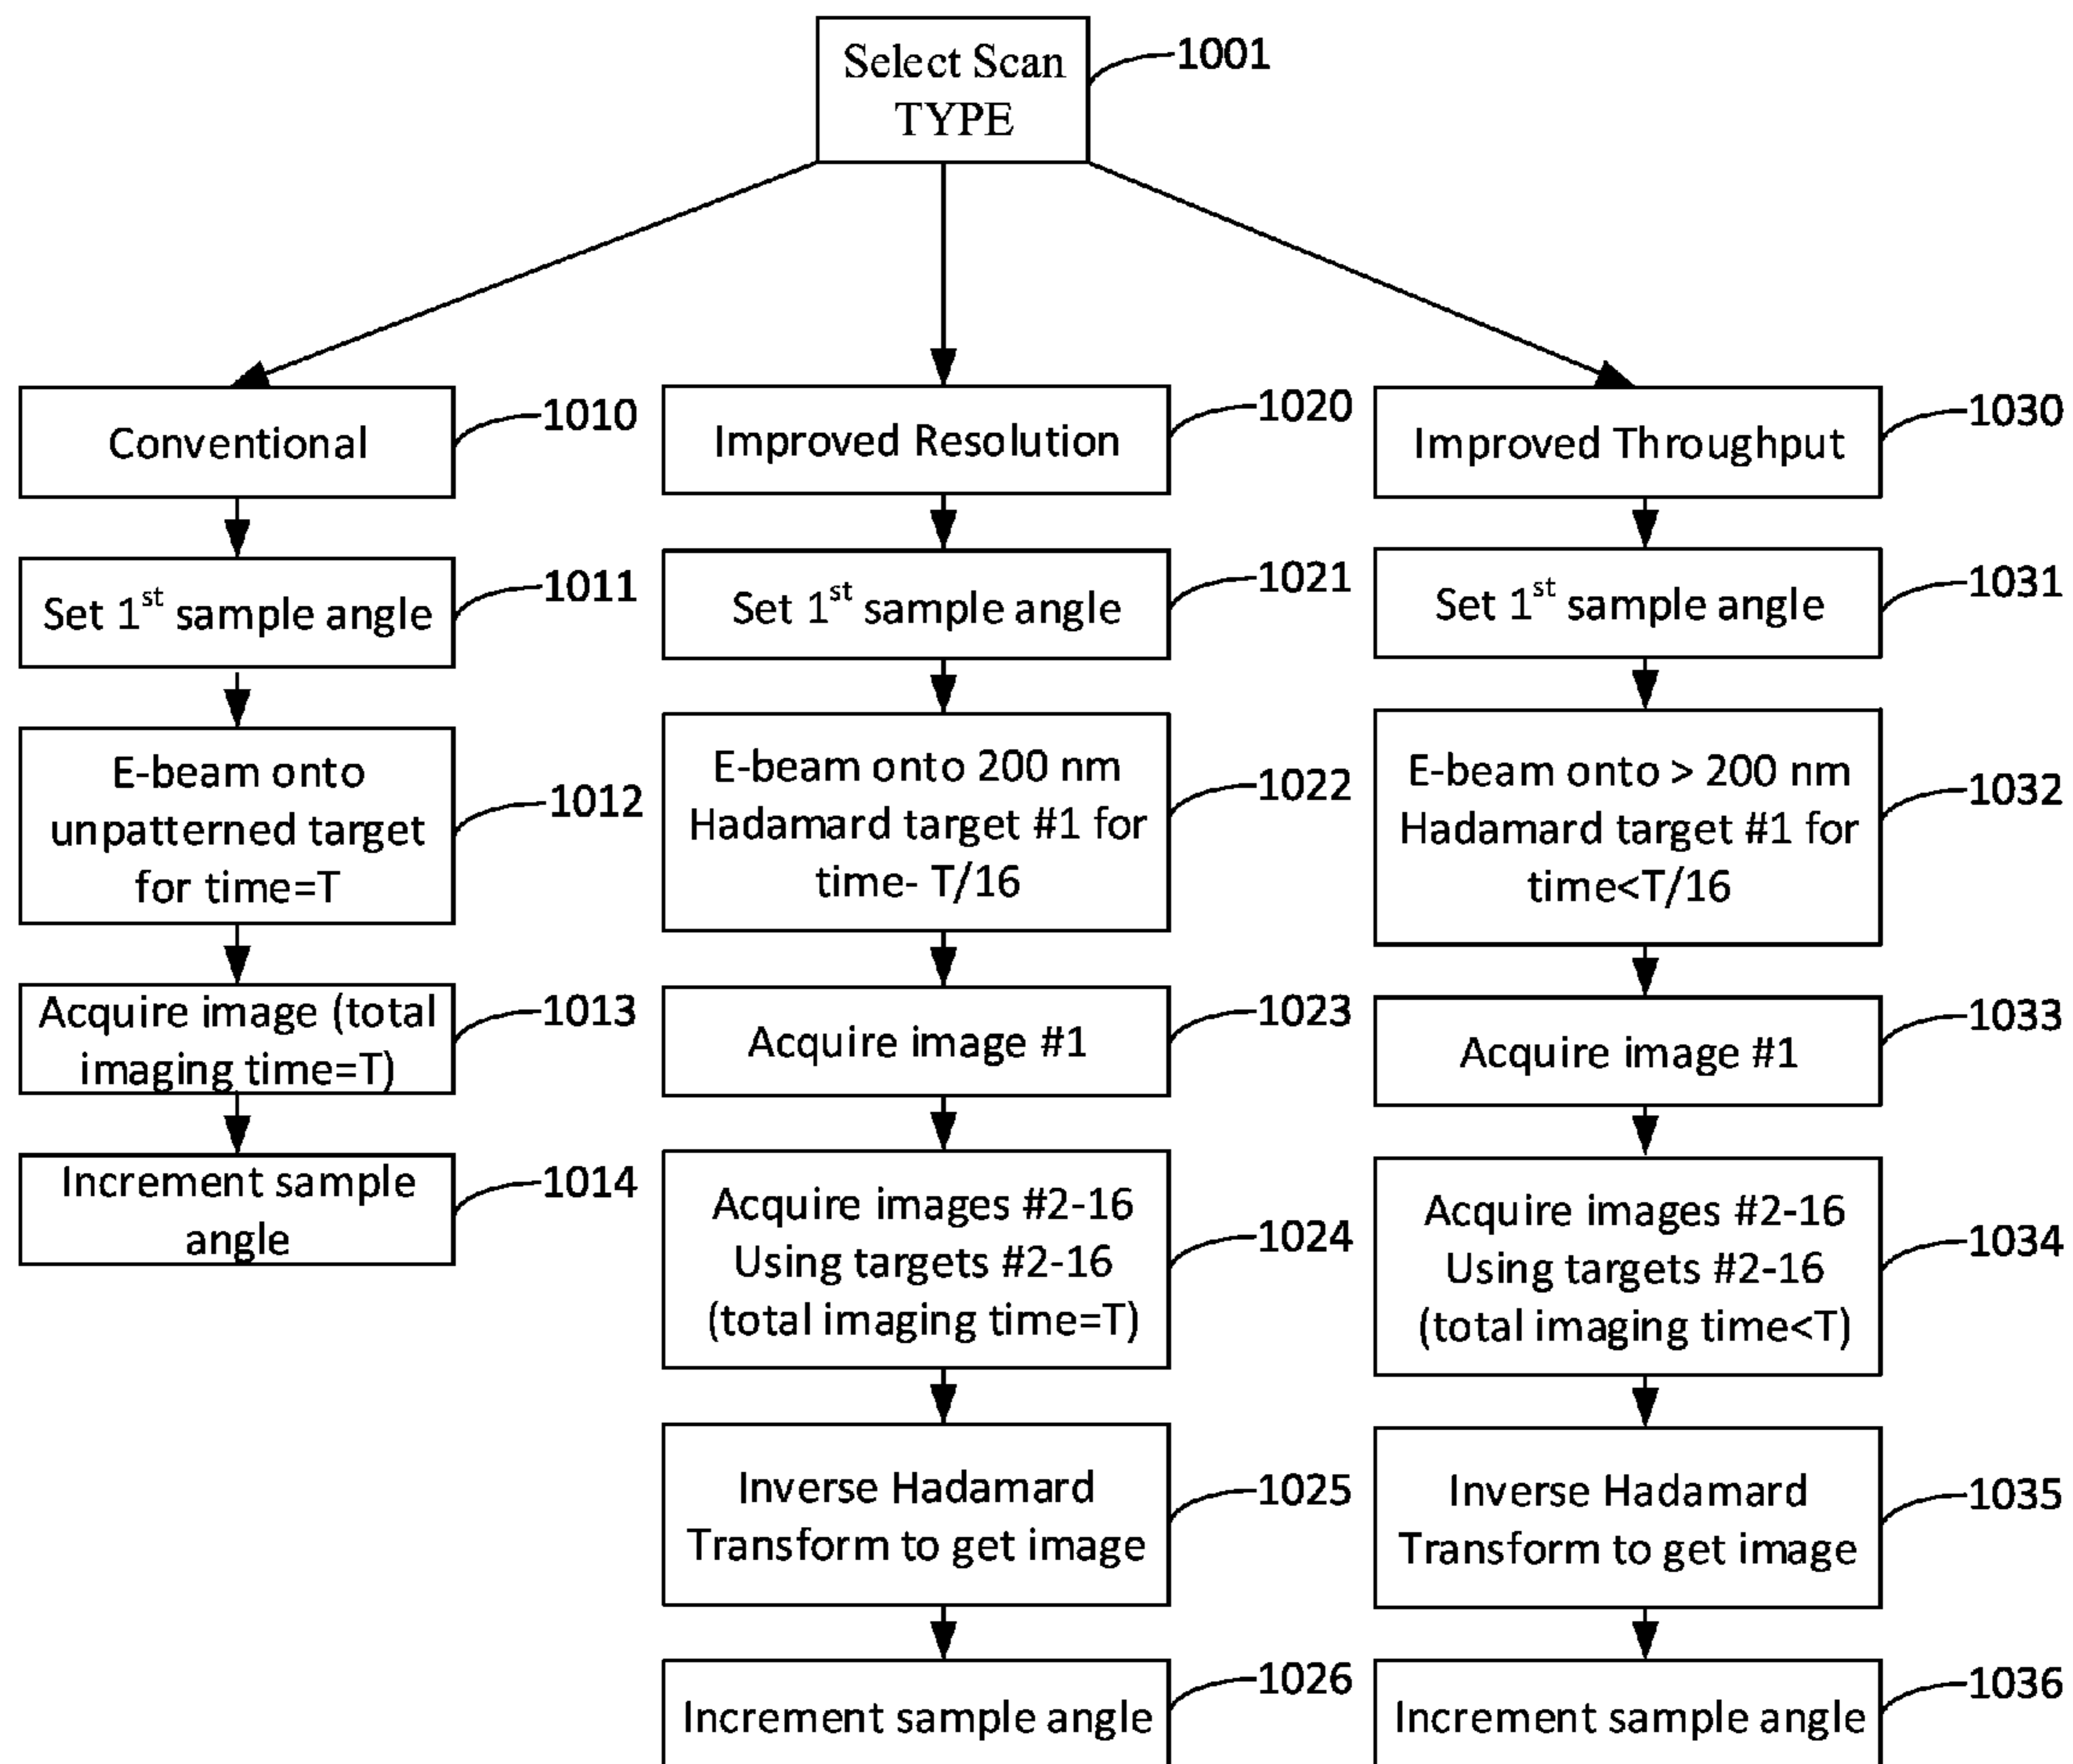 Select Scan
TYPE
1001
Conventional
1010
Set 1st sample angle
1011
E-beam onto
unpatterned target
for time=T
1012
Acquire image (total
imaging time=T)
1013
Increment sample
angle
1014
Improved Resolution
1020
Set 1st sample angle
1021
E-beam onto 200 nm
Hadamard target #1 for
time- T/16
1022
Acquire image #1
1023
Acquire images #2-16
Using targets #2-16
(total imaging time=T)
1024
Inverse Hadamard
Transform to get image
1025
Increment sample angle
1026
Improved Throughput
1030
Set 1st sample angle
1031
E-beam onto > 200 nm
Hadamard target #1 for
time<T/16
1032
Acquire image #1
1033
Acquire images #2-16
Using targets #2-16
(total imaging time<T)
1034
Inverse Hadamard
Transform to get image
1035
Increment sample angle
1036